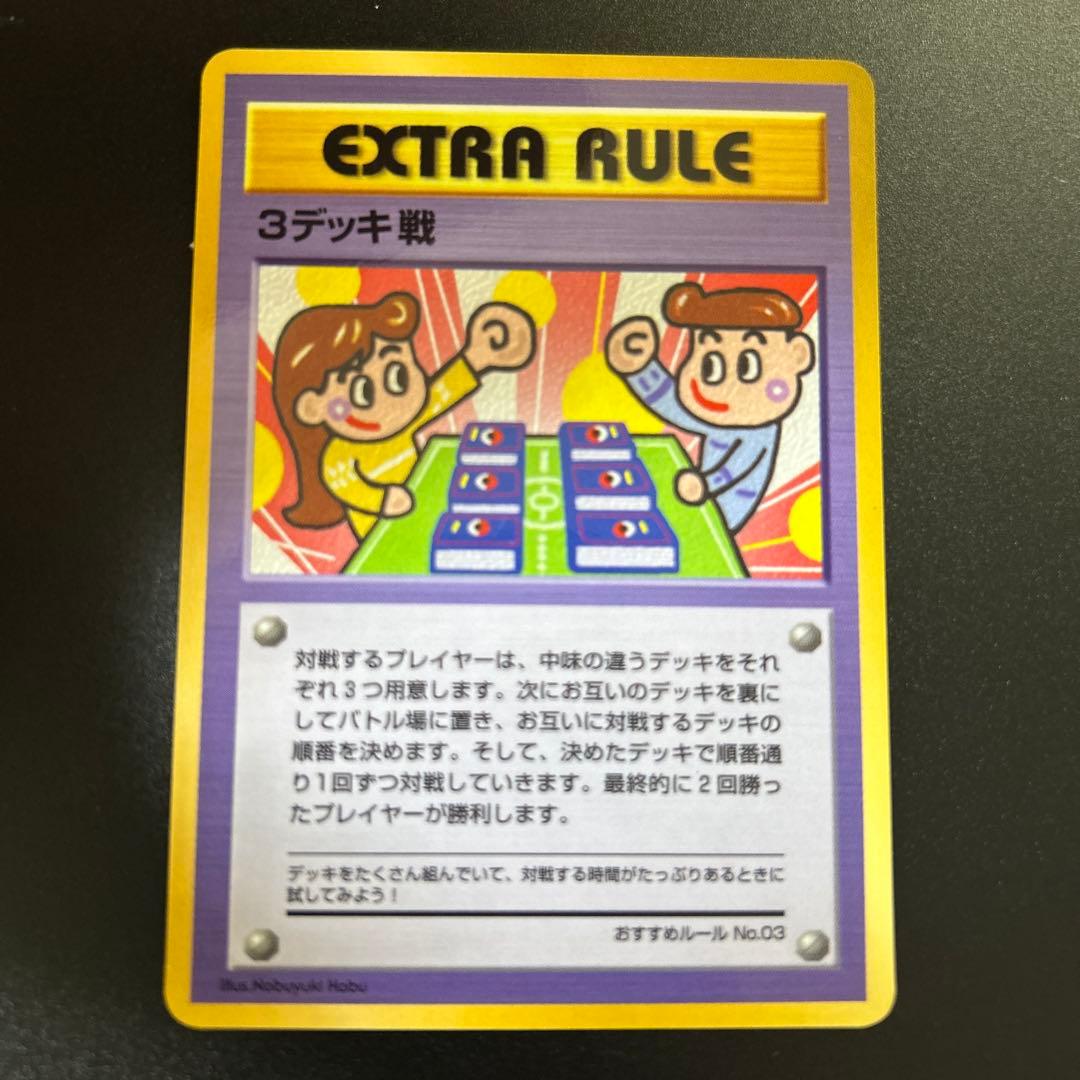 EXTRA RULE
3デッキ戦
対戦するプレイヤーは、中味の違うデッキをそれ
ぞれ3つ用意します。次にお互いのデッキを裏に
してバトル場に置き、お互いに対戦するデッキの
順番を決めます。そして、決めたデッキで順番通
り1回ずつ対戦していきます。最終的に2回勝っ
たプレイヤーが勝利します。
デッキをたくさん組んでいて、対戦する時間がたっぷりあるときに
試してみよう！
おすすめルール No.03
Illus.Nobuyuki Habu